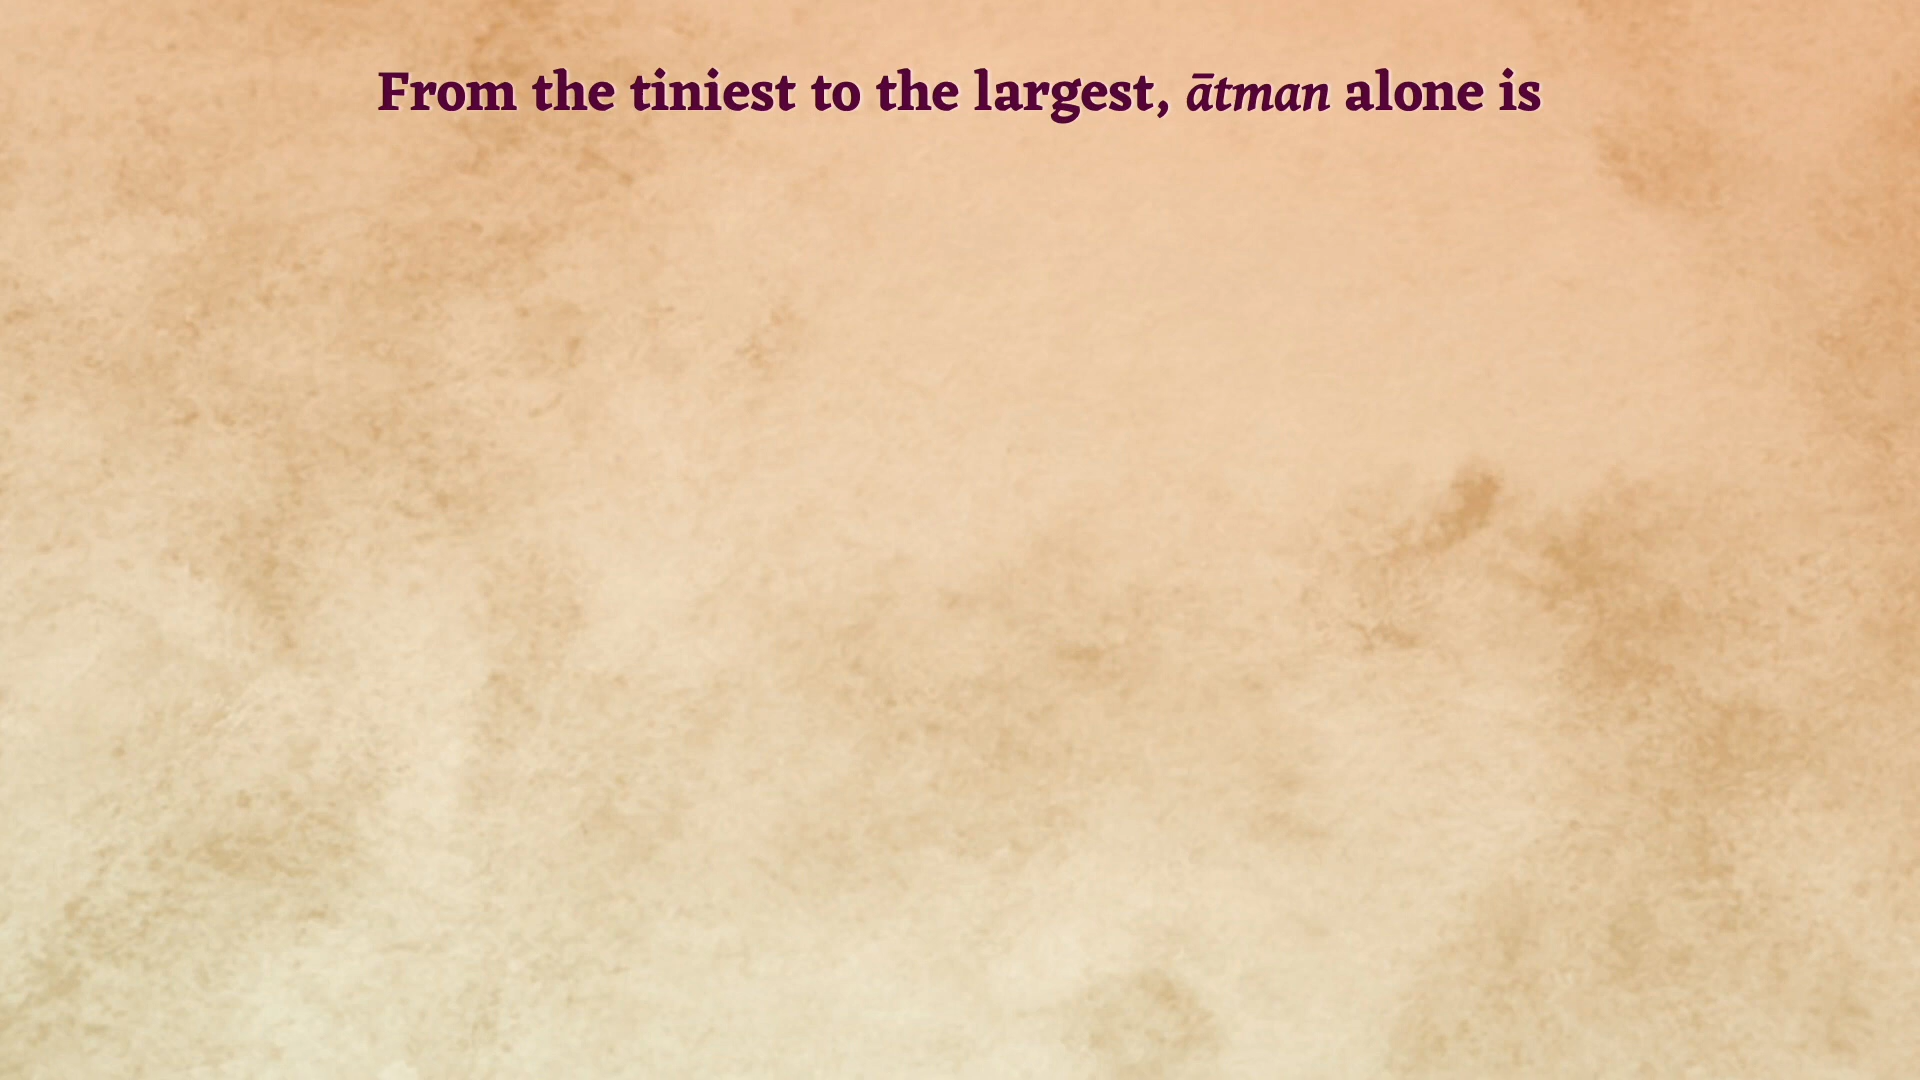 From the tiniest to the largest, ātman alone is